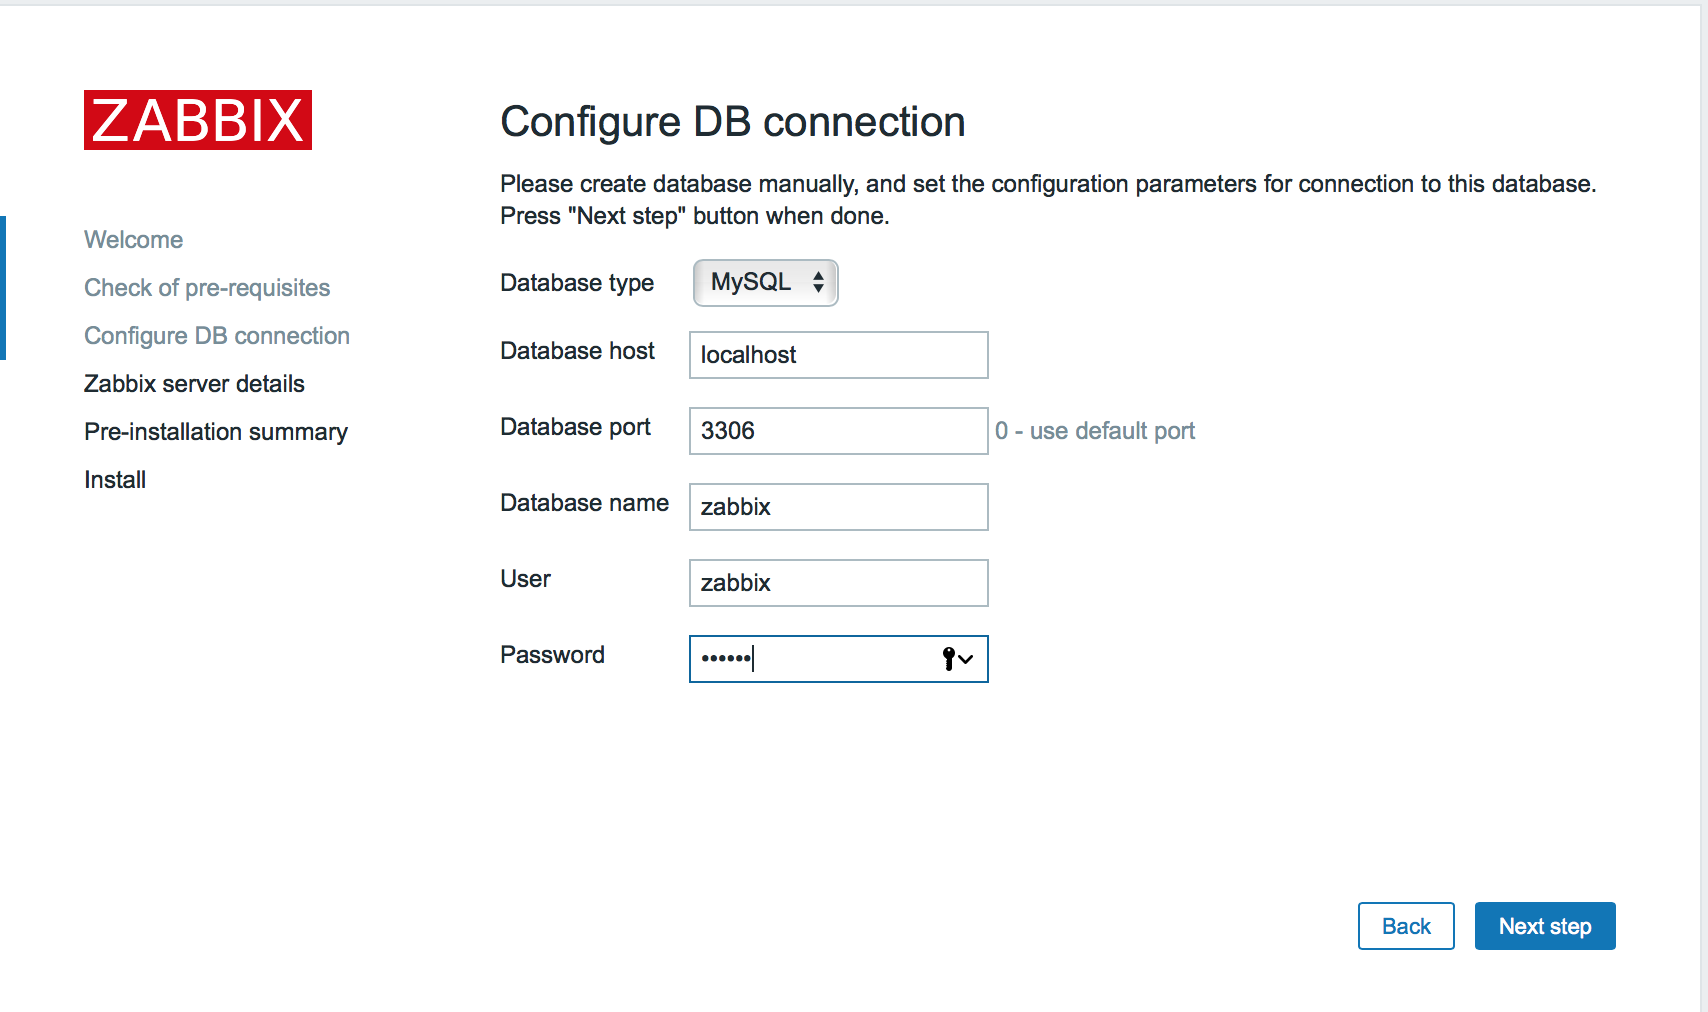 ZABBIX
Welcome
Check of pre-requisites
Configure DB connection
Zabbix server details
Pre-installation summary
Install
Configure DB connection
Please create database manually, and set the configuration parameters for connection to this database.
Press "Next step" button when done.
Database type MySQL
Database host localhost
Database port 3306 0 - use default port
Database name zabbix
User zabbix
Password ••••••
Back Next step